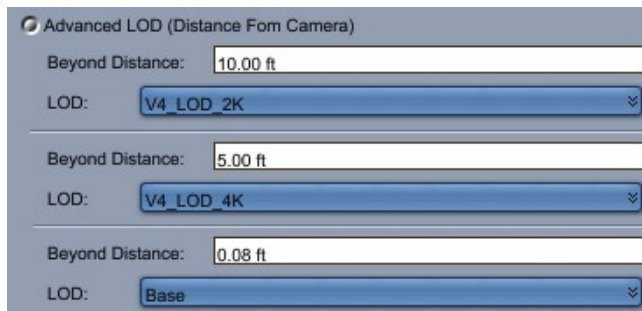 Advanced LOD (Distance Fom Camera)
Beyond Distance: 10.00 ft
LOD: V4_LOD_2K
Beyond Distance: 5.00 ft
LOD: V4_LOD_4K
Beyond Distance: 0.08 ft
LOD: Base